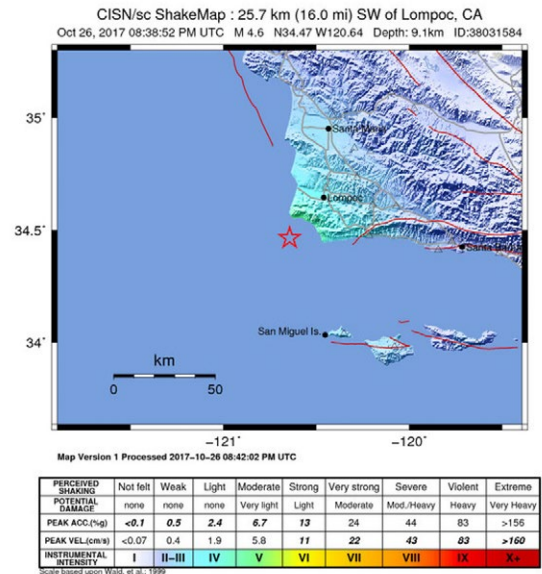 CISN/sc ShakeMap : 25.7 km (16.0 mi) SW of Lompoc, CA
Oct 26, 2017 08:38:52 PM UTC M 4.6 N34.47 W120.64 Depth: 9.1km ID:38031584
35˚
Santa Maria
Lompoc
34.5˚
San Miguel Is.
34˚
km
0 50
−121˚ −120˚
Map Version 1 Processed 2017−10−26 08:42:02 PM UTC
PERCEIVED SHAKING Not felt Weak Light Moderate Strong Very strong Severe Violent Extreme
POTENTIAL DAMAGE none none none Very light Light Moderate Mod./Heavy Heavy Very Heavy
PEAK ACC.(%g) <0.1 0.5 2.4 6.7 13 24 44 83 >156
PEAK VEL.(cm/s) <0.07 0.4 1.9 5.8 11 22 43 83 >160
INSTRUMENTAL INTENSITY I II−III IV V VI VII VIII IX X+
Scale based upon Wald, et al.; 1999